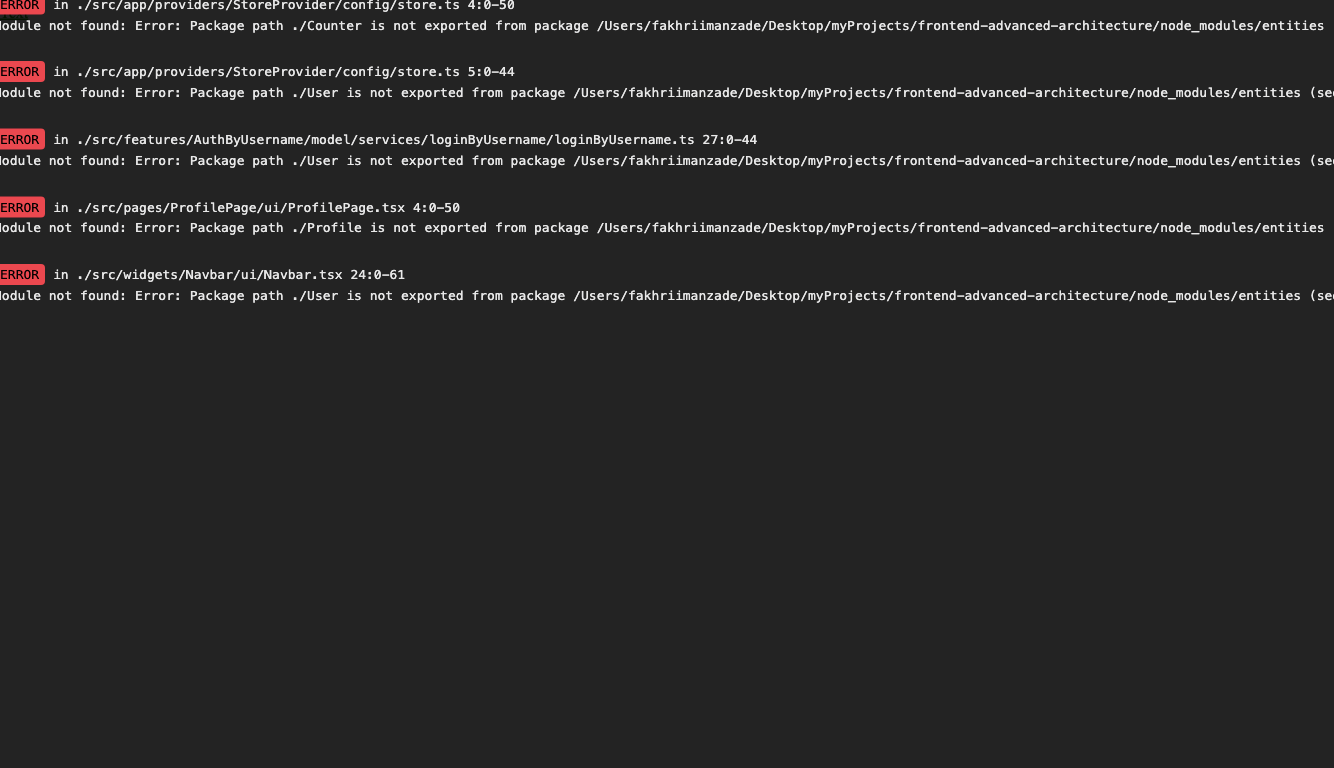 ERROR in ./src/app/providers/StoreProvider/config/store.ts 4:0-50
odule not found: Error: Package path ./Counter is not exported from package /Users/fakhriimanzade/Desktop/myProjects/frontend-advanced-architecture/node_modules/entities
ERROR in ./src/app/providers/StoreProvider/config/store.ts 5:0-44
odule not found: Error: Package path ./User is not exported from package /Users/fakhriimanzade/Desktop/myProjects/frontend-advanced-architecture/node_modules/entities (se
ERROR in ./src/features/AuthByUsername/model/services/loginByUsername/loginByUsername.ts 27:0-44
odule not found: Error: Package path ./User is not exported from package /Users/fakhriimanzade/Desktop/myProjects/frontend-advanced-architecture/node_modules/entities (se
ERROR in ./src/pages/ProfilePage/ui/ProfilePage.tsx 4:0-50
odule not found: Error: Package path ./Profile is not exported from package /Users/fakhriimanzade/Desktop/myProjects/frontend-advanced-architecture/node_modules/entities
ERROR in ./src/widgets/Navbar/ui/Navbar.tsx 24:0-61
odule not found: Error: Package path ./User is not exported from package /Users/fakhriimanzade/Desktop/myProjects/frontend-advanced-architecture/node_modules/entities (se